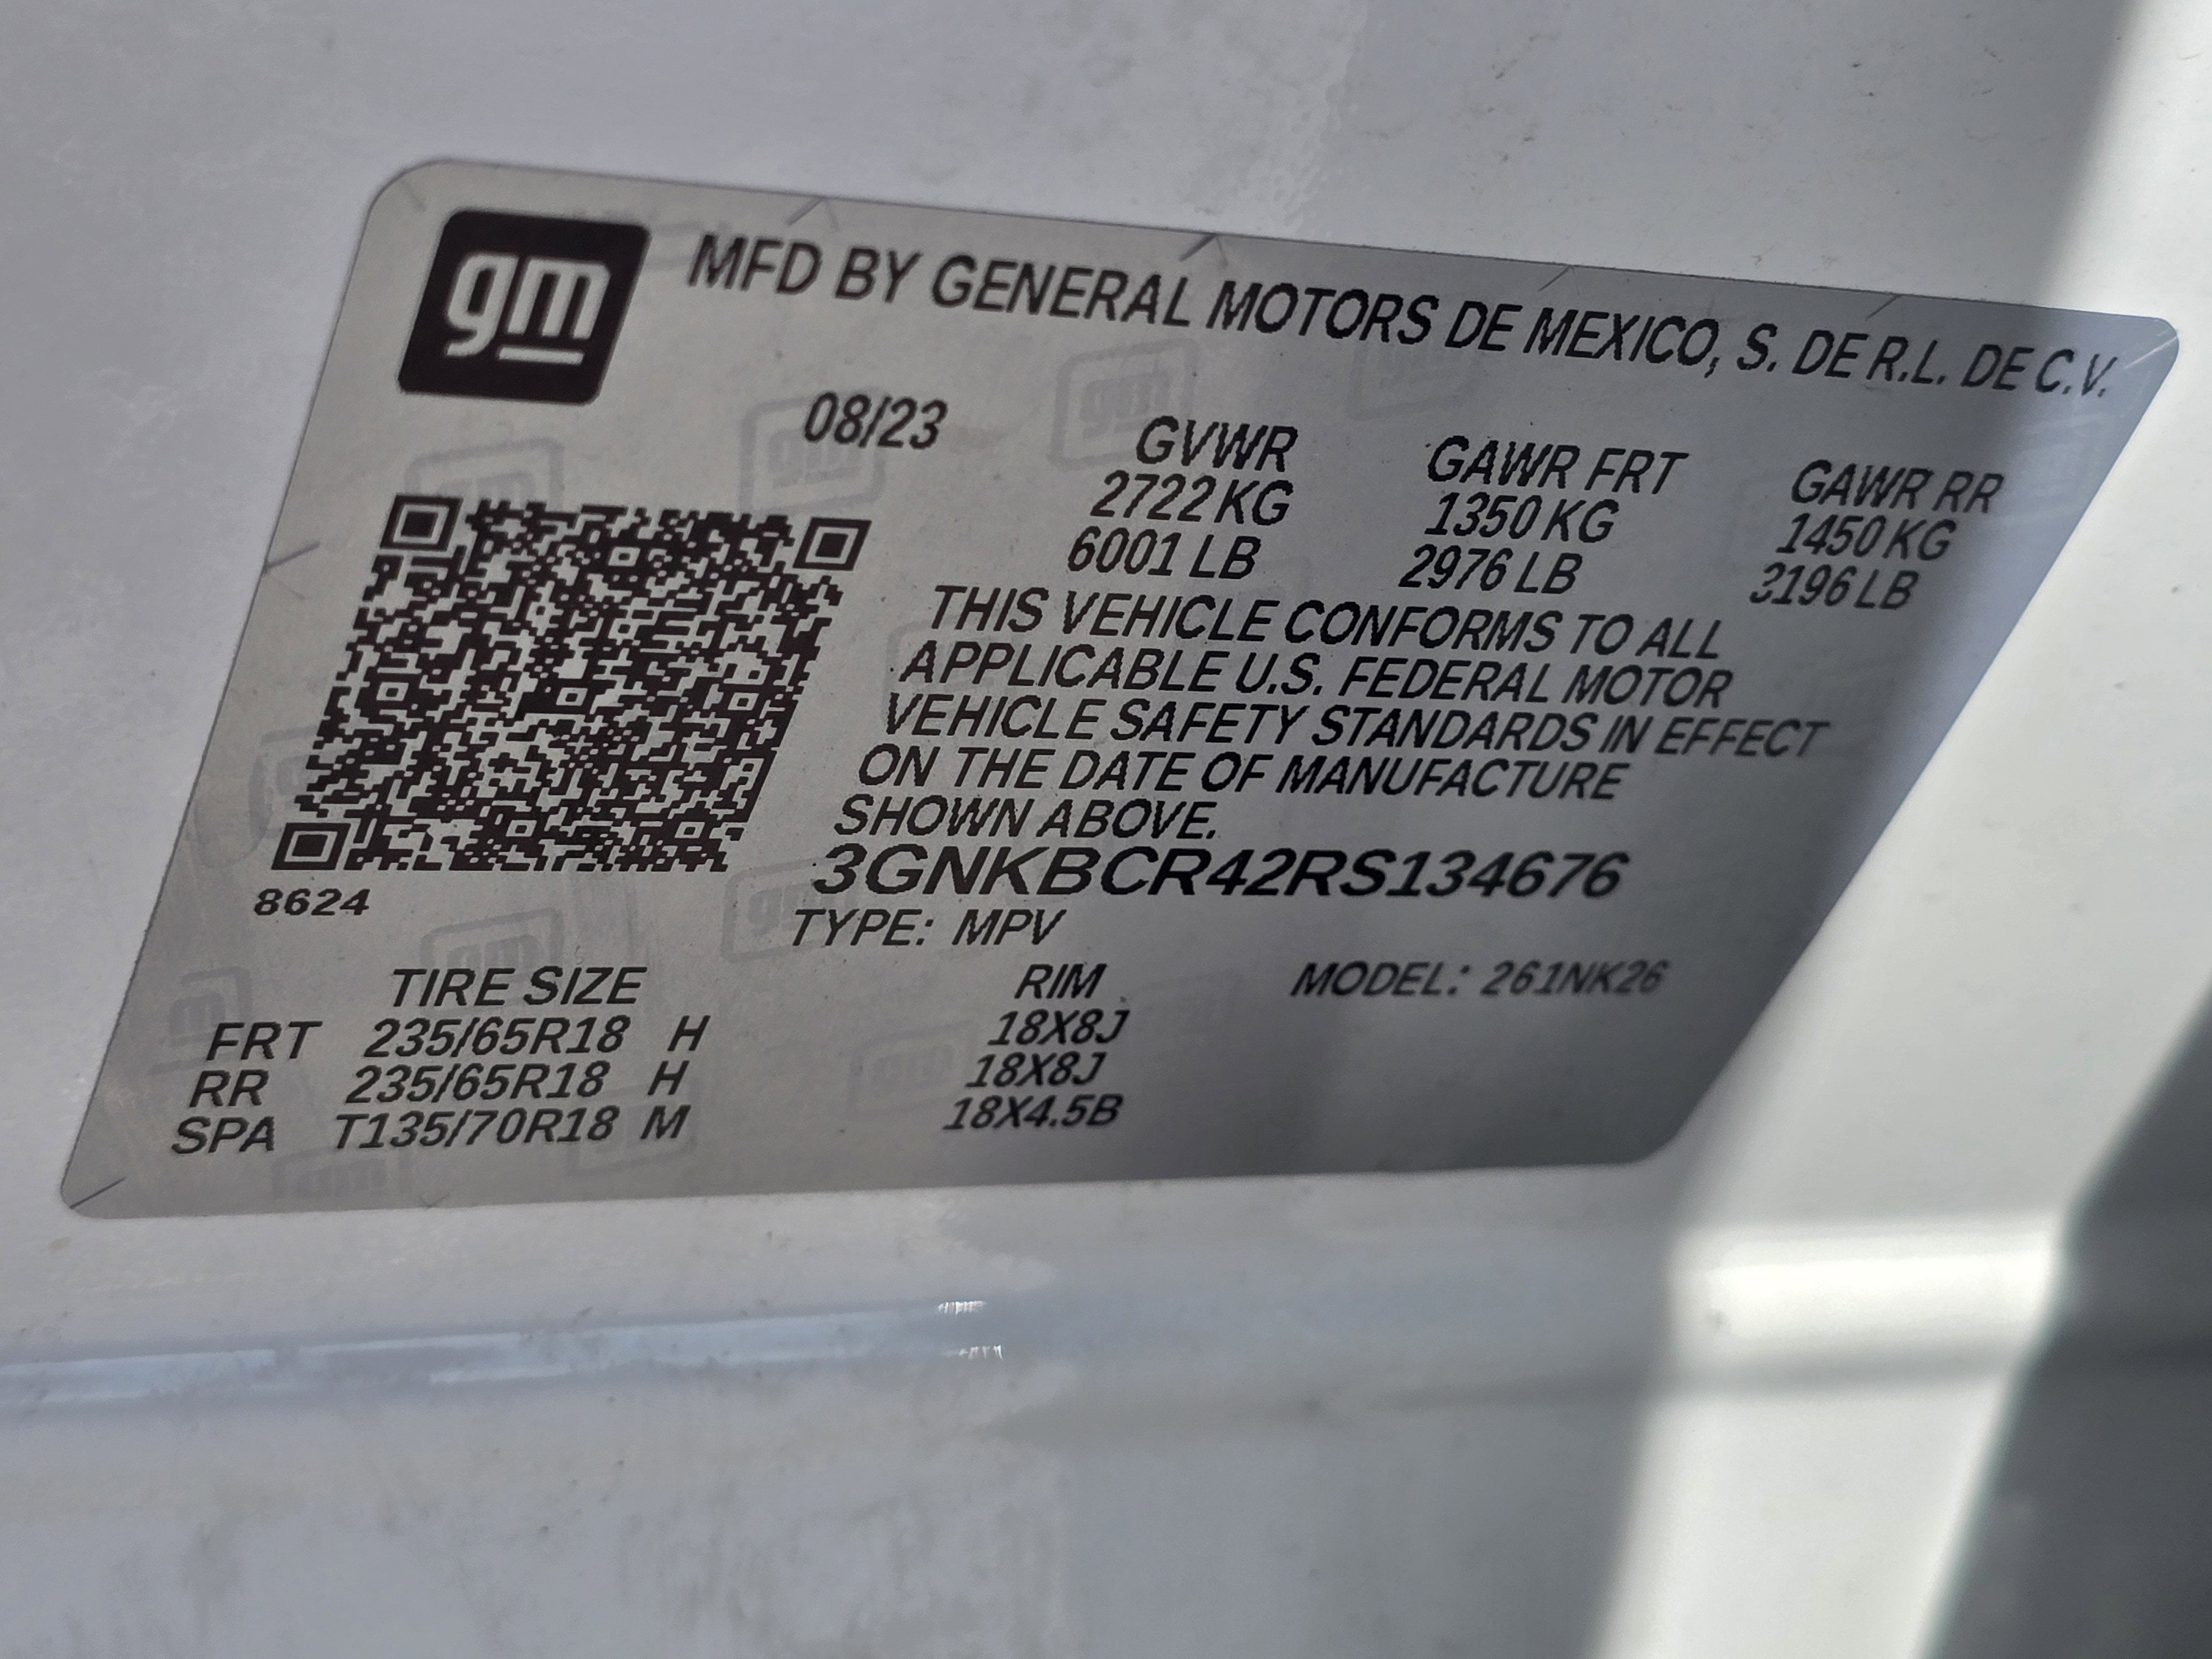 gm
MFD BY GENERAL MOTORS DE MEXICO, S. DE R.L. DE C.V.
08/23
GVWR GAWR FRT GAWR RR
2722 KG 1350 KG 1450 KG
6001 LB 2976 LB 3196 LB
THIS VEHICLE CONFORMS TO ALL
APPLICABLE U.S. FEDERAL MOTOR
VEHICLE SAFETY STANDARDS IN EFFECT
ON THE DATE OF MANUFACTURE
SHOWN ABOVE.
3GNKBCR42RS134676
8624
TYPE: MPV
TIRE SIZE RIM MODEL: 261NK26
FRT 235/65R18 H 18X8J
RR 235/65R18 H 18X8J
SPA T135/70R18 M 18X4.5B